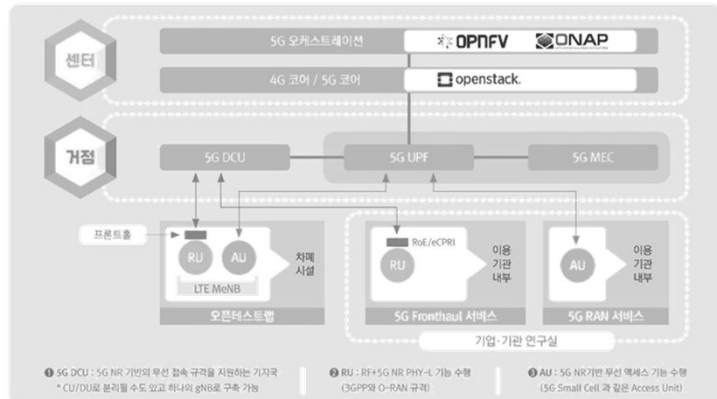 센터
5G 오케스트레이션
OPNFV
ONAP
4G 코어 / 5G 코어
openstack.
거점
5G DCU
5G UPF
5G MEC
프론트홀
RU
AU
LTE MeNB
차폐
시설
오픈테스트랩
RoE/eCPRI
RU
이용
기관
내부
5G Fronthaul 서비스
AU
이용
기관
내부
5G RAN 서비스
기업·기관 연구실
❶ 5G DCU : 5G NR 기반의 무선 접속 규격을 지원하는 기지국
* CU/DU로 분리될 수도 있고 하나의 gNB로 구축 가능
❷ RU : RF+5G NR PHY-L 기능 수행
(3GPP와 O-RAN 규격)
❸ AU : 5G NR기반 무선 액세스 기능 수행
(5G Small Cell 과 같은 Access Unit)